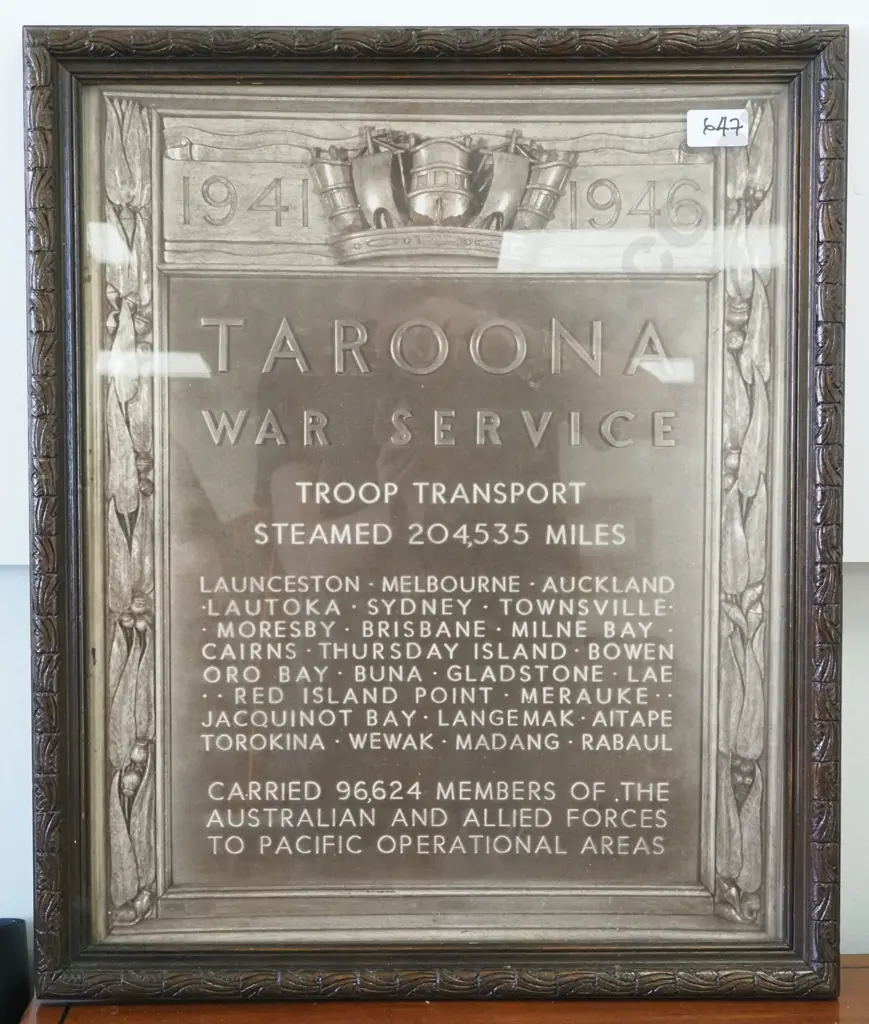 647
1941 1946
TAROONA
WAR SERVICE
TROOP TRANSPORT
STEAMED 204,535 MILES
LAUNCESTON · MELBOURNE · AUCKLAND
· LAUTOKA · SYDNEY · TOWNSVILLE ·
· MORESBY · BRISBANE · MILNE BAY ·
CAIRNS · THURSDAY ISLAND · BOWEN
ORO BAY · BUNA · GLADSTONE · LAE
· · RED ISLAND POINT · MERAUKE · ·
JACQUINOT BAY · LANGEMAK · AITAPE
TOROKINA · WEWAK · MADANG · RABAUL
CARRIED 96,624 MEMBERS OF THE
AUSTRALIAN AND ALLIED FORCES
TO PACIFIC OPERATIONAL AREAS